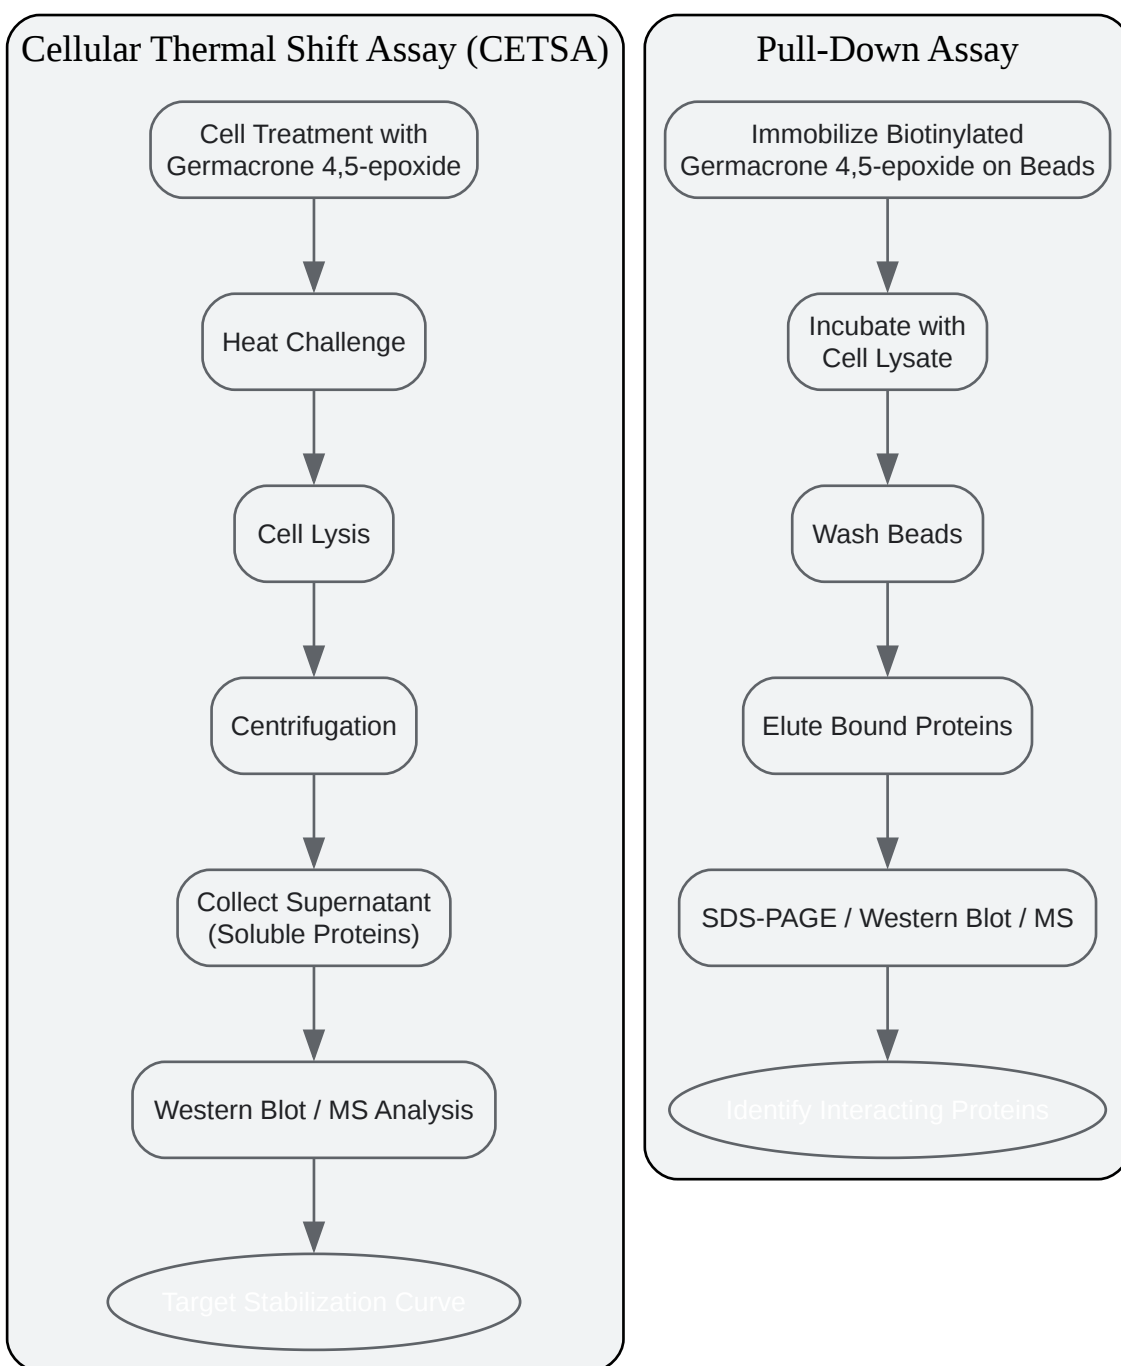 Cellular Thermal Shift Assay (CETSA)
Cell Treatment with
Germacrone 4,5-epoxide
Heat Challenge
Cell Lysis
Centrifugation
Collect Supernatant
(Soluble Proteins)
Western Blot / MS Analysis
Target Stabilization Curve
Pull-Down Assay
Immobilize Biotinylated
Germacrone 4,5-epoxide on Beads
Incubate with
Cell Lysate
Wash Beads
Elute Bound Proteins
SDS-PAGE / Western Blot / MS
Identify Interacting Proteins